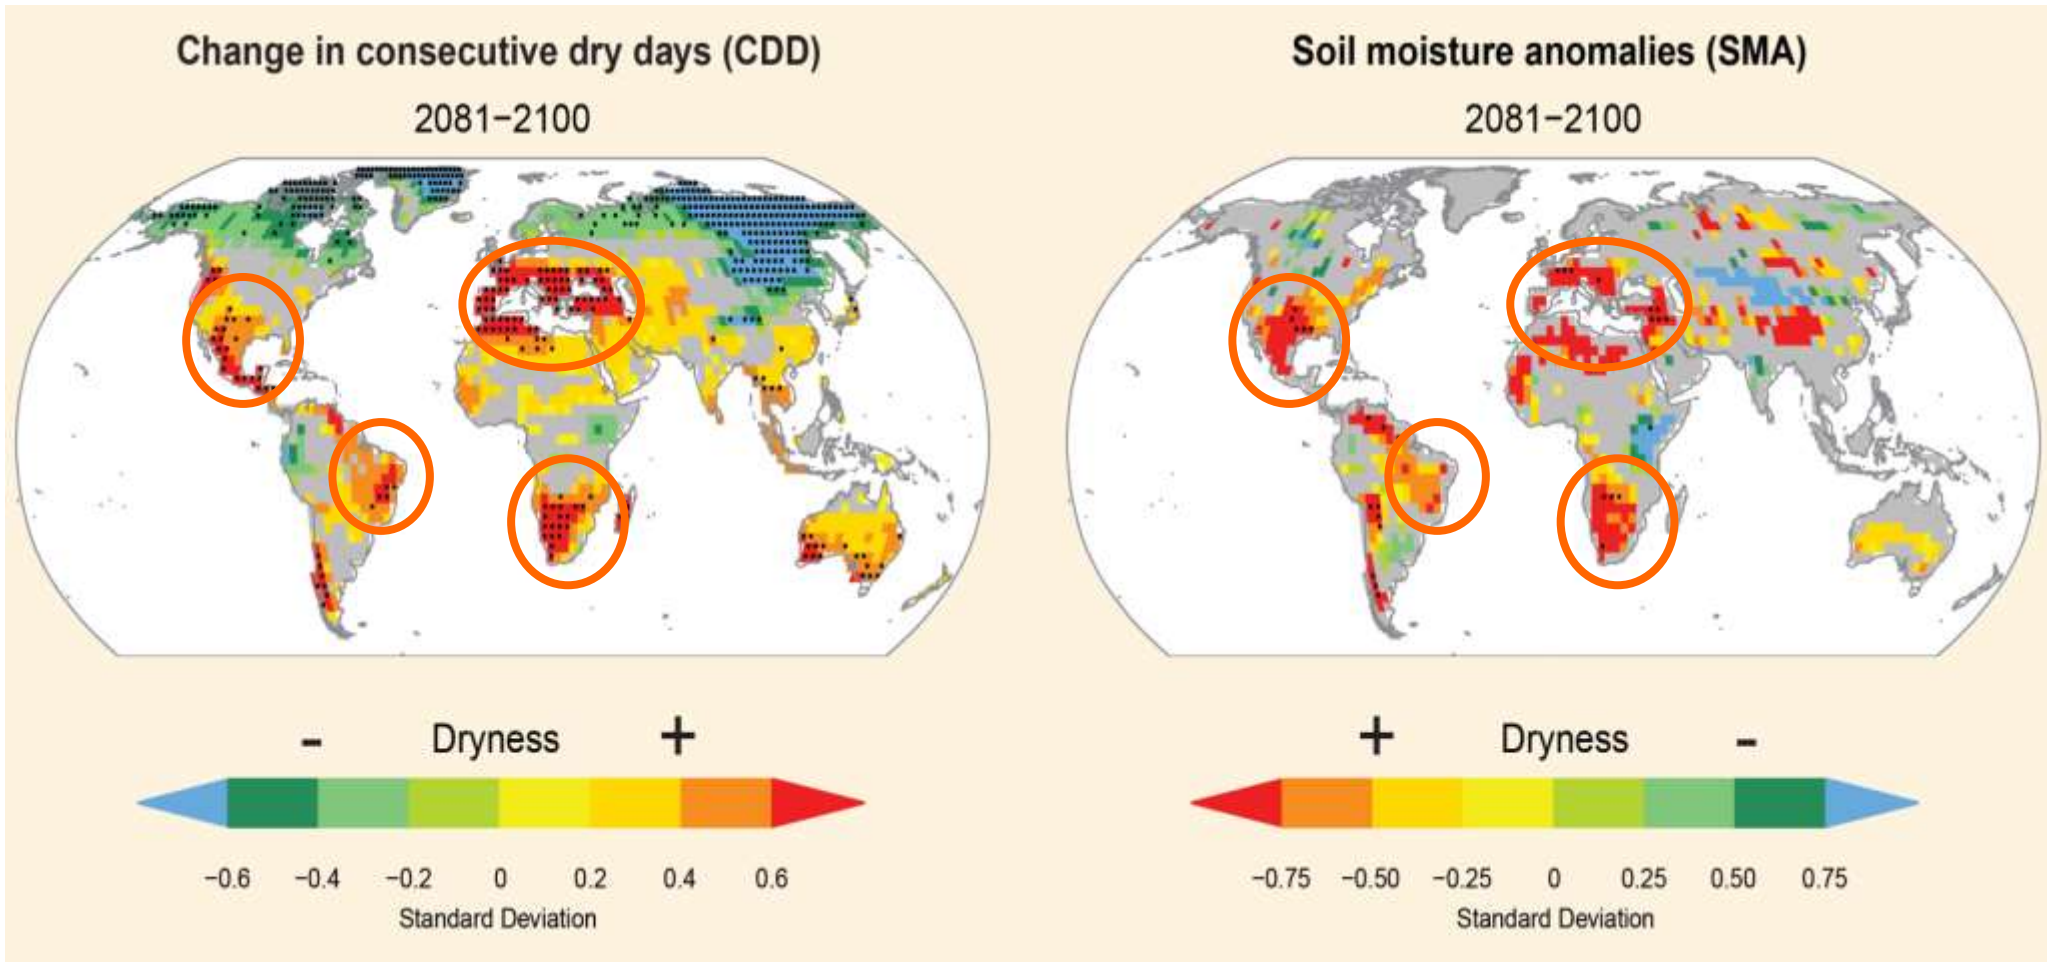 Change in consecutive dry days (CDD)
2081−2100
- Dryness +
−0.6 −0.4 −0.2 0 0.2 0.4 0.6
Standard Deviation
Soil moisture anomalies (SMA)
2081−2100
+ Dryness -
−0.75 −0.50 −0.25 0 0.25 0.50 0.75
Standard Deviation